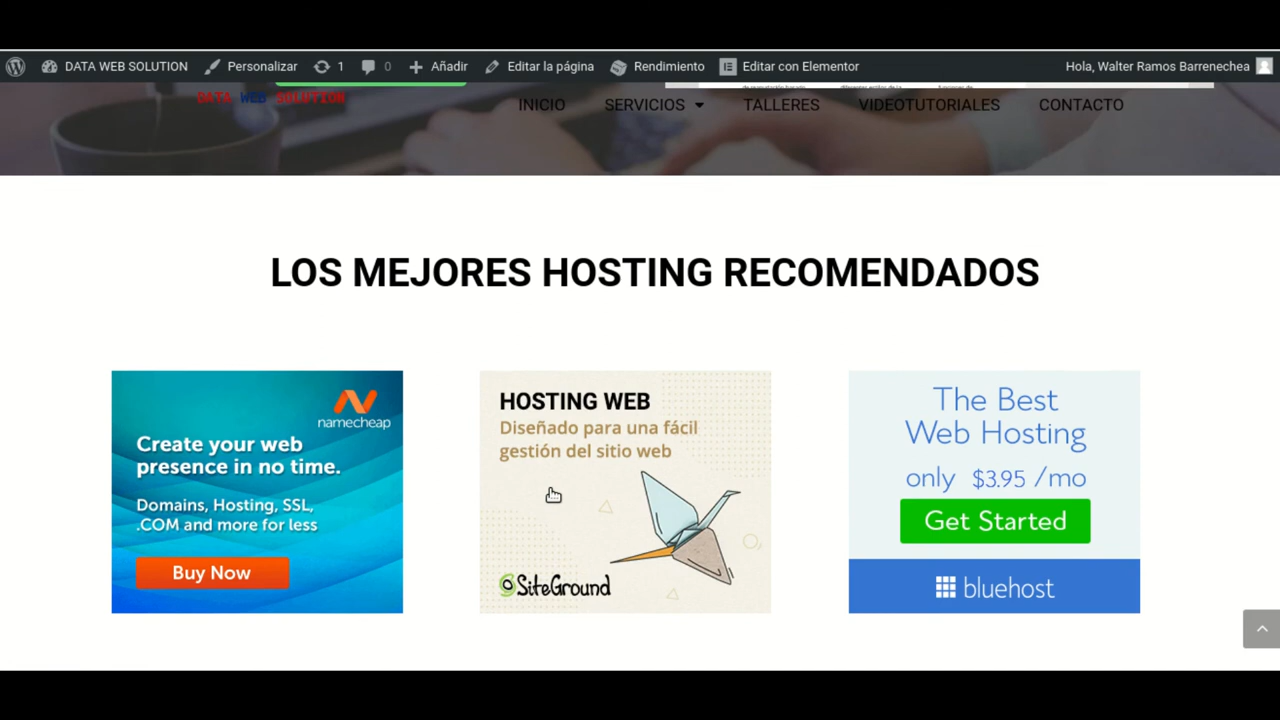 DATA WEB SOLUTION Personalizar 1 0 Añadir Editar la página Rendimiento Editar con Elementor Hola, Walter Ramos Barrenechea
DATA WEB SOLUTION INICIO SERVICIOS TALLERES VIDEOTUTORIALES CONTACTO
LOS MEJORES HOSTING RECOMENDADOS
namecheap
Create your web
presence in no time.
Domains, Hosting, SSL,
.COM and more for less
Buy Now
HOSTING WEB
Diseñado para una fácil
gestión del sitio web
SiteGround
The Best
Web Hosting
only $3.95 /mo
Get Started
bluehost